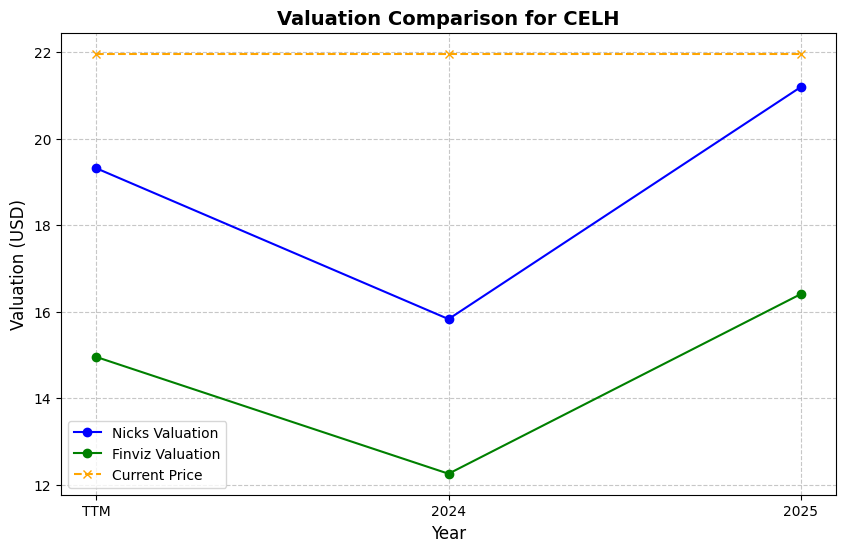 Valuation Comparison for CELH
Valuation (USD)
22
20
18
16
14
12
Nicks Valuation
Finviz Valuation
Current Price
TTM
2024
2025
Year